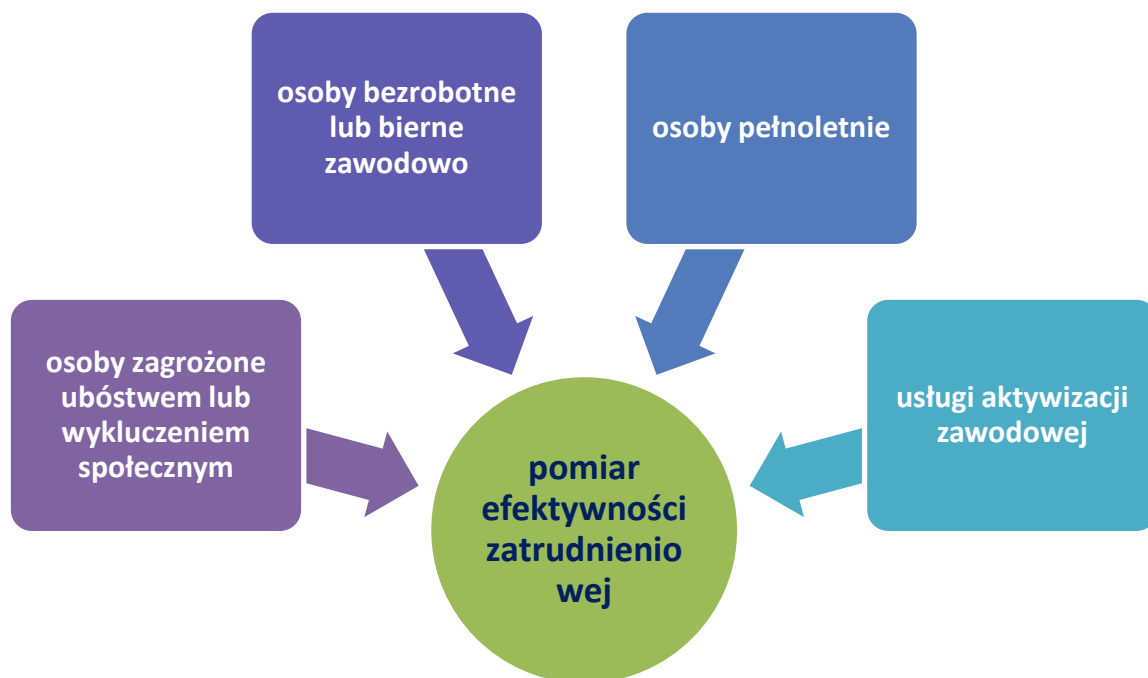 osoby bezrobotne
lub bierne
zawodowo
osoby pełnoletnie
osoby zagrożone
ubóstwem lub
wykluczeniem
społecznym
usługi aktywizacji
zawodowej
pomiar
efektywności
zatrudnienio
wej